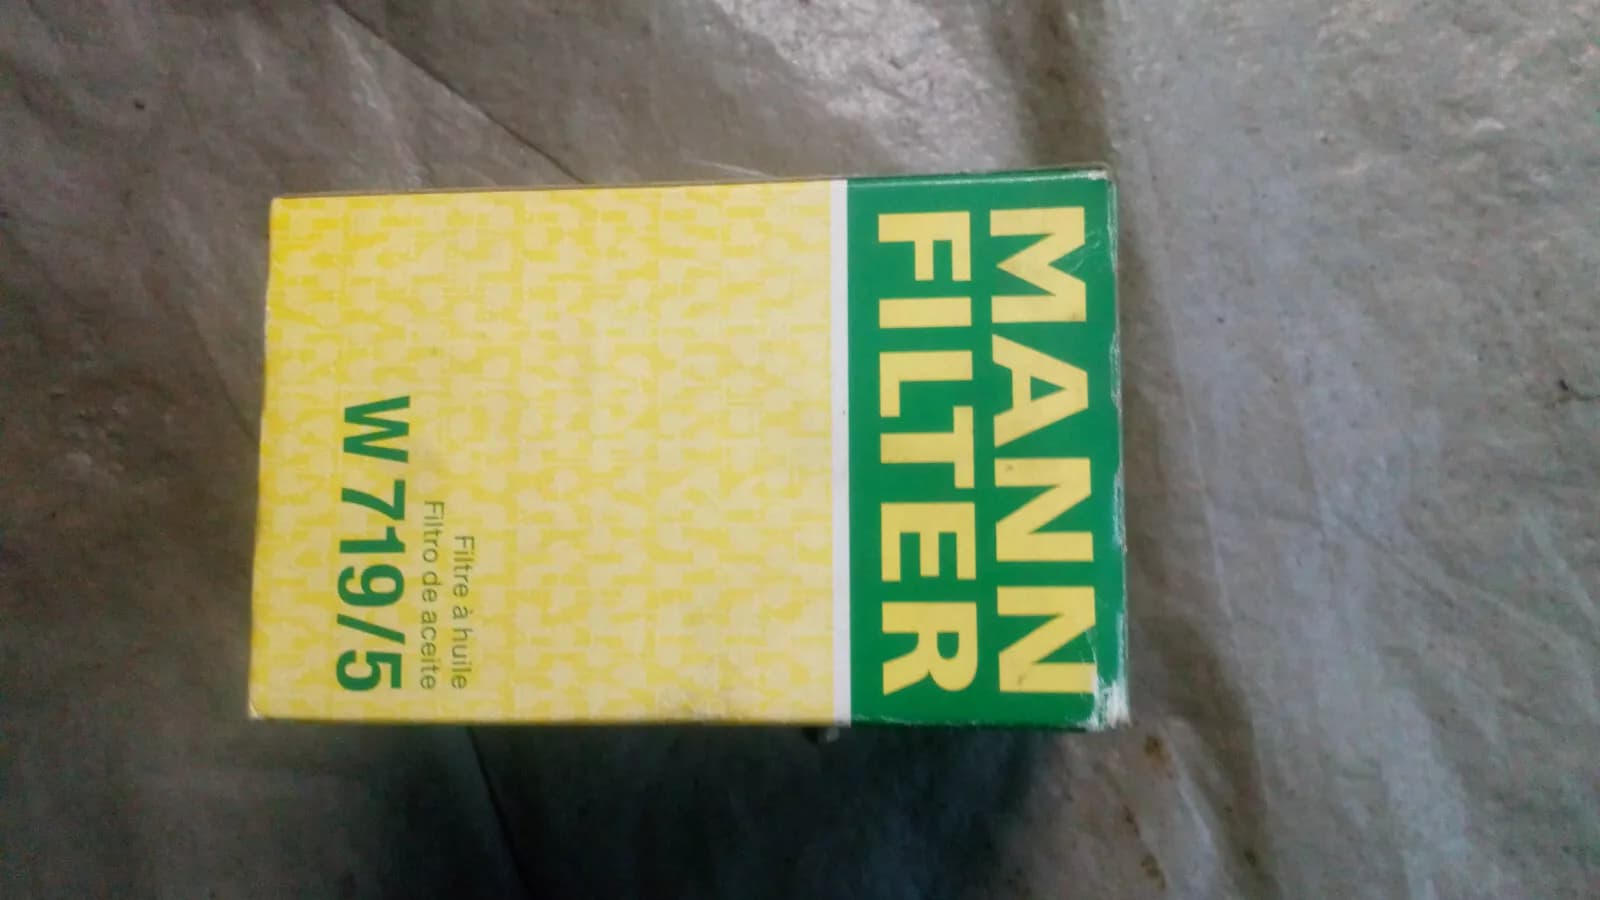 MANN
FILTER
Filtre à huile
Filtro de aceite
W 719/5